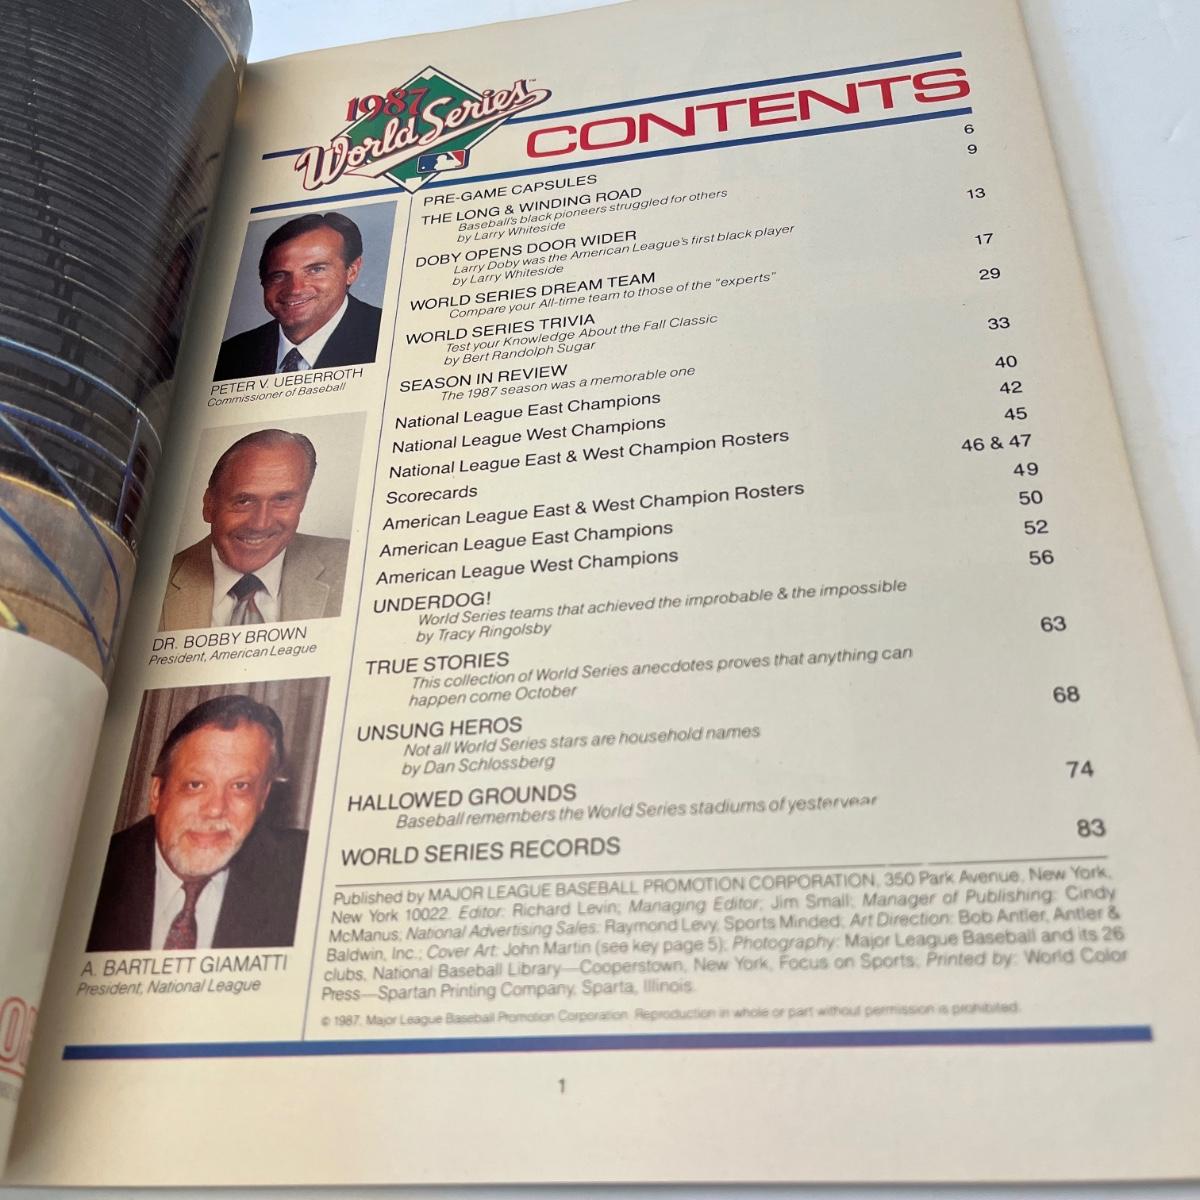 1987
World Series™
CONTENTS
PRE-GAME CAPSULES 6
THE LONG & WINDING ROAD 9
Baseball's black pioneers struggled for others
by Larry Whiteside
DOBY OPENS DOOR WIDER 13
Larry Doby was the American League's first black player
by Larry Whiteside
WORLD SERIES DREAM TEAM 17
Compare your All-time team to those of the "experts"
WORLD SERIES TRIVIA 29
Test your Knowledge About the Fall Classic
by Bert Randolph Sugar
SEASON IN REVIEW 33
The 1987 season was a memorable one
National League East Champions 40
National League West Champions 42
National League East & West Champion Rosters 45
Scorecards 46 & 47
American League East & West Champion Rosters 49
American League East Champions 50
American League West Champions 52
UNDERDOG! 56
World Series teams that achieved the improbable & the impossible
by Tracy Ringolsby
TRUE STORIES 63
This collection of World Series anecdotes proves that anything can
happen come October
UNSUNG HEROS 68
Not all World Series stars are household names
by Dan Schlossberg
HALLOWED GROUNDS 74
Baseball remembers the World Series stadiums of yesteryear
WORLD SERIES RECORDS 83
PETER V. UEBERROTH
Commissioner of Baseball
DR. BOBBY BROWN
President, American League
A. BARTLETT GIAMATTI
President, National League
Published by MAJOR LEAGUE BASEBALL PROMOTION CORPORATION, 350 Park Avenue, New York,
New York 10022. Editor: Richard Levin; Managing Editor: Jim Small; Manager of Publishing: Cindy
McManus; National Advertising Sales: Raymond Levy, Sports Minded; Art Direction: Bob Antler, Antler &
Baldwin, Inc.; Cover Art: John Martin (see key page 5); Photography: Major League Baseball and its 26
clubs, National Baseball Library—Cooperstown, New York, Focus on Sports; Printed by: World Color
Press—Spartan Printing Company, Sparta, Illinois.
© 1987, Major League Baseball Promotion Corporation. Reproduction in whole or part without permission is prohibited.
1